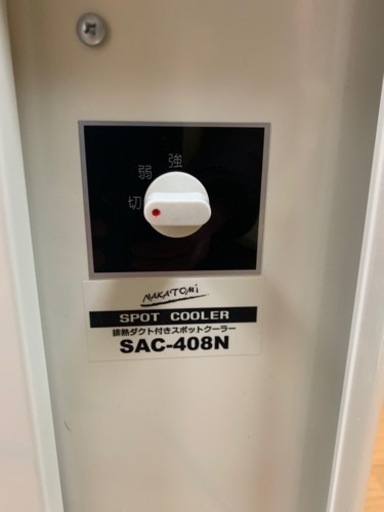 強
弱
切
NAKATOMi
SPOT COOLER
排熱ダクト付きスポットクーラー
SAC-408N